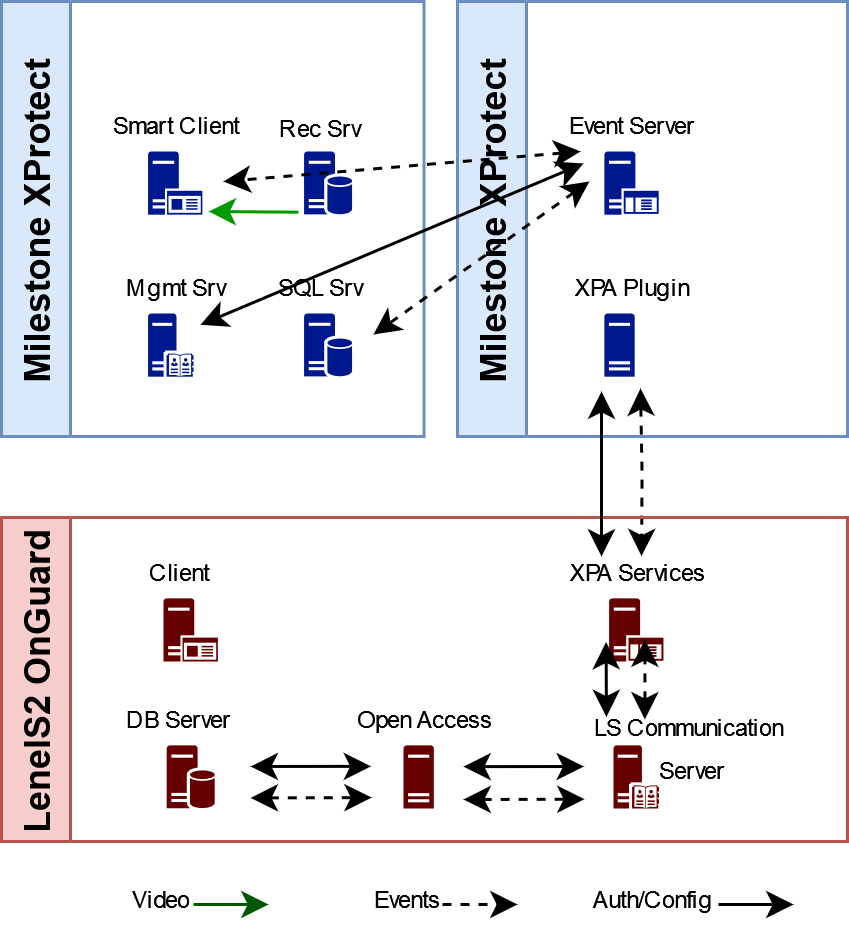 Milestone XProtect
Smart Client
Rec Srv
Mgmt Srv
SQL Srv
Milestone XProtect
Event Server
XPA Plugin
LenelS2 OnGuard
Client
XPA Services
DB Server
Open Access
LS Communication
Server
Video
Events
Auth/Config